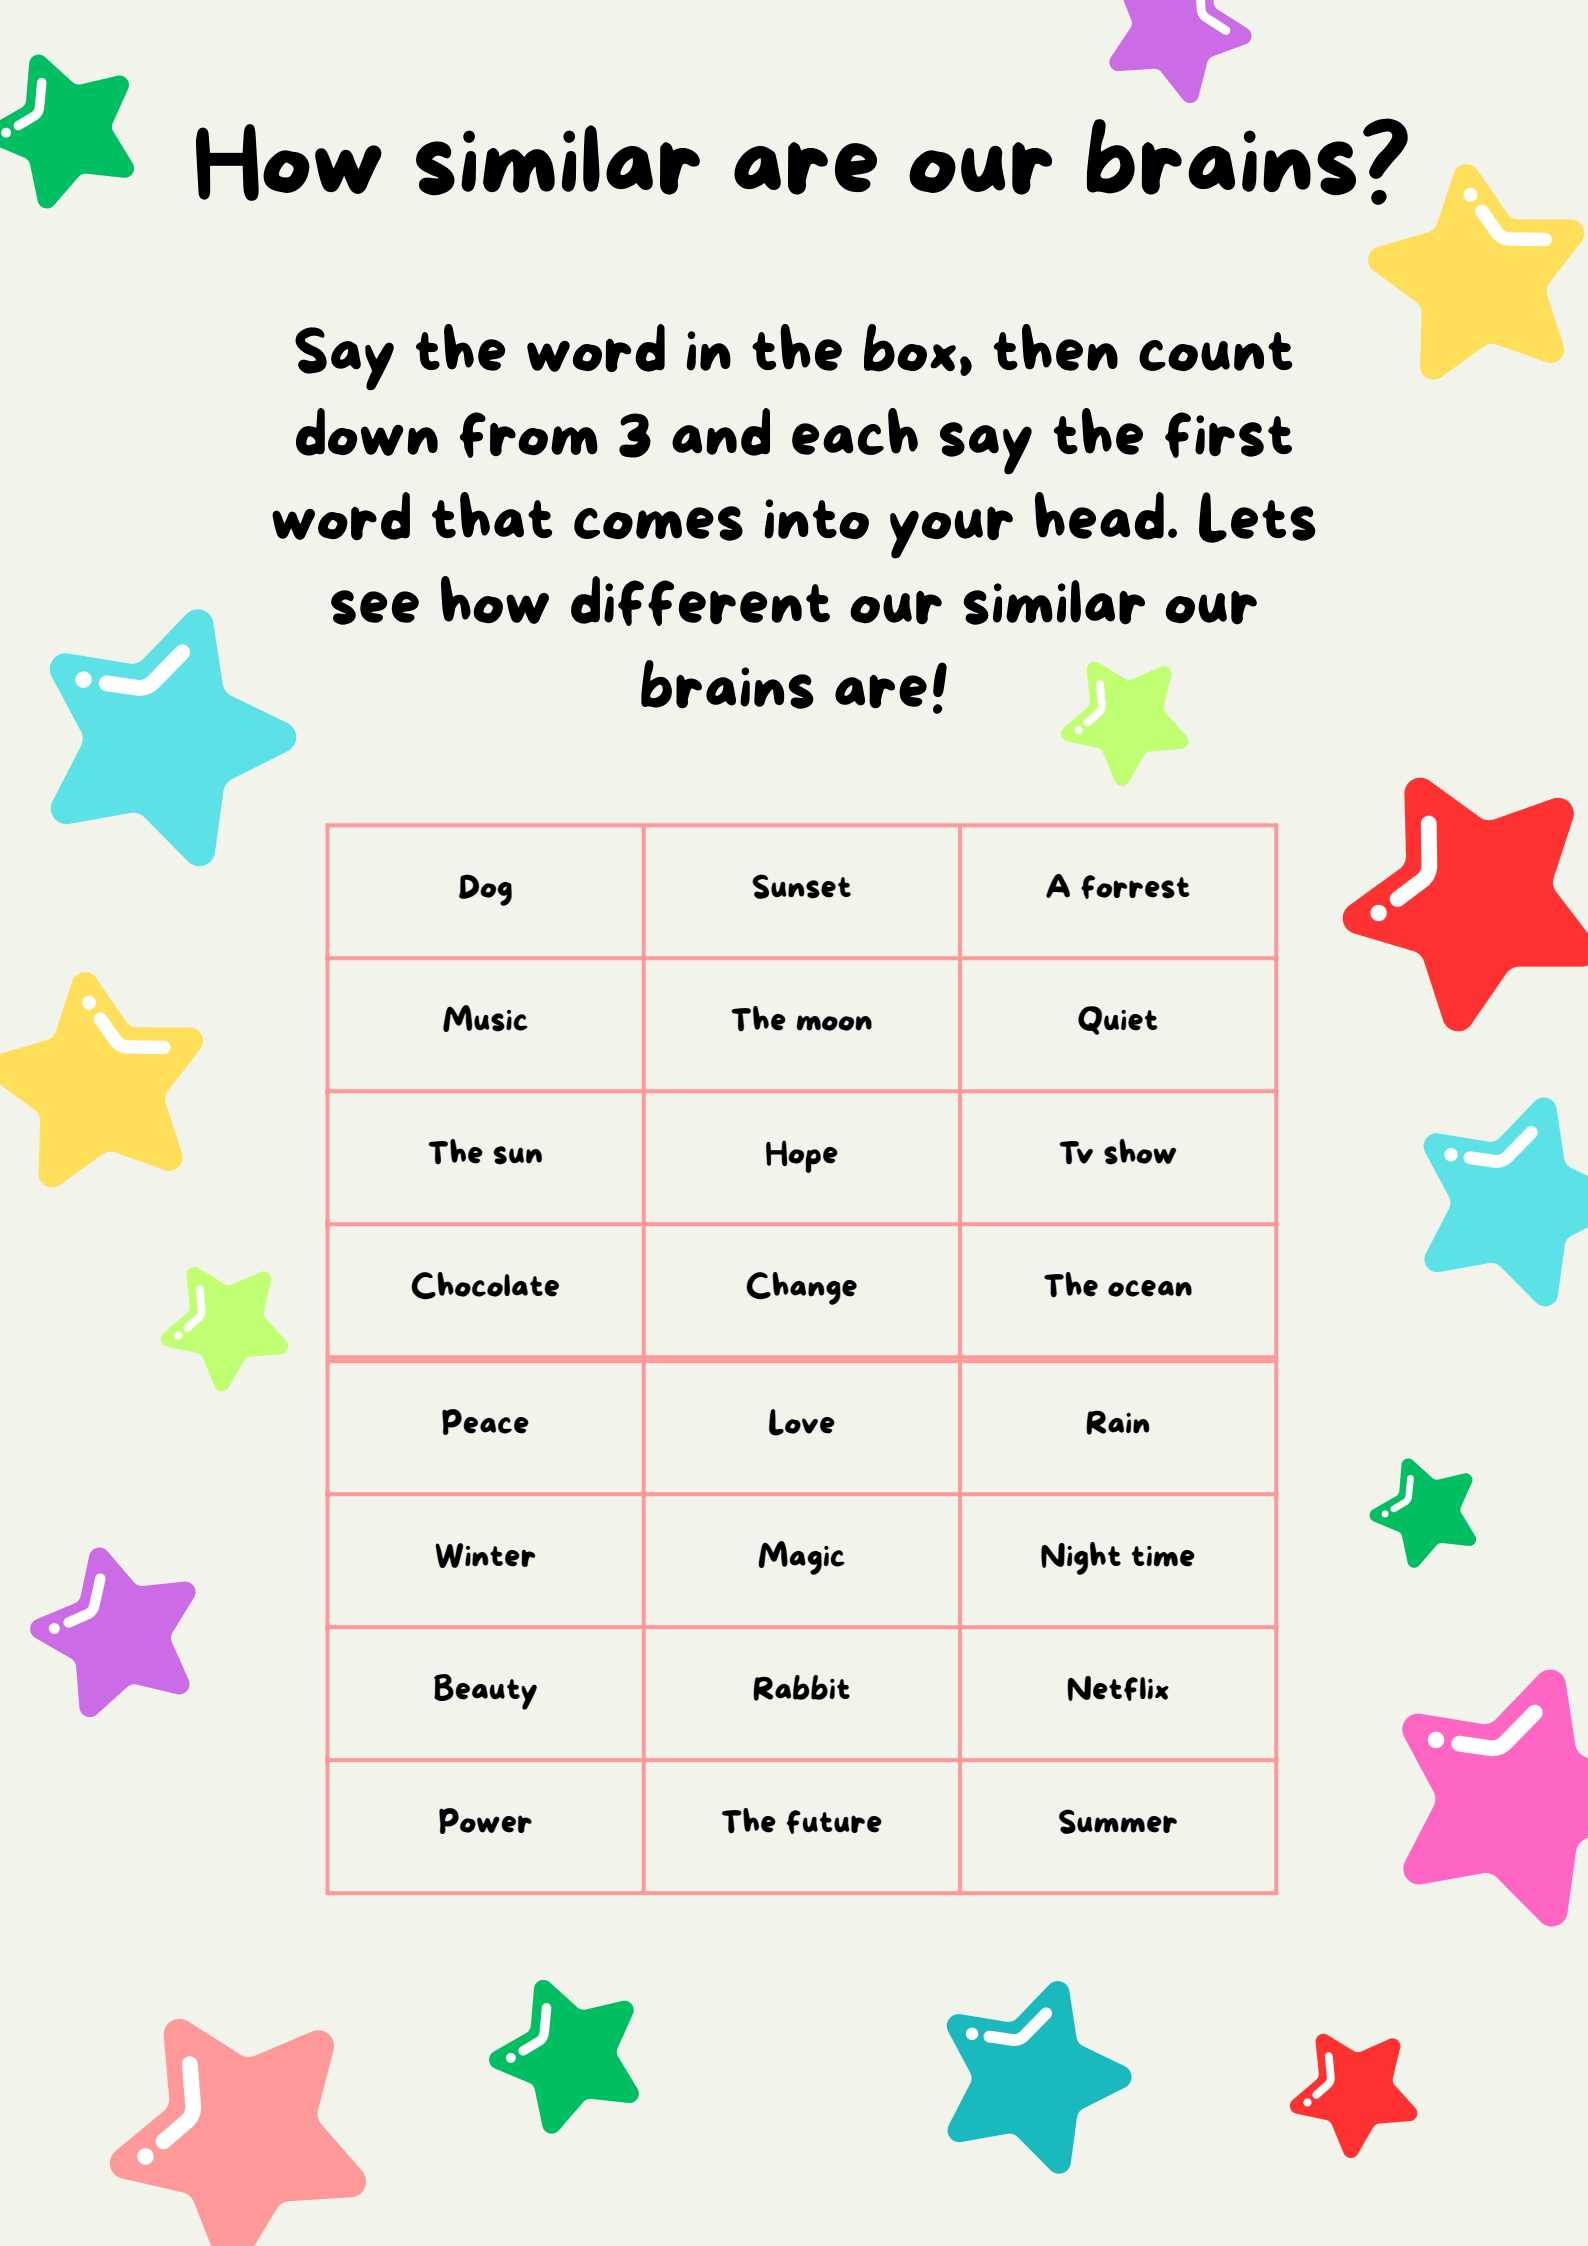 How similar are our brains?
Say the word in the box, then count
down from 3 and each say the first
word that comes into your head. Lets
see how different our similar our
brains are!
Dog Sunset A forrest
Music The moon Quiet
The sun Hope Tv show
Chocolate Change The ocean
Peace Love Rain
Winter Magic Night time
Beauty Rabbit Netflix
Power The future Summer